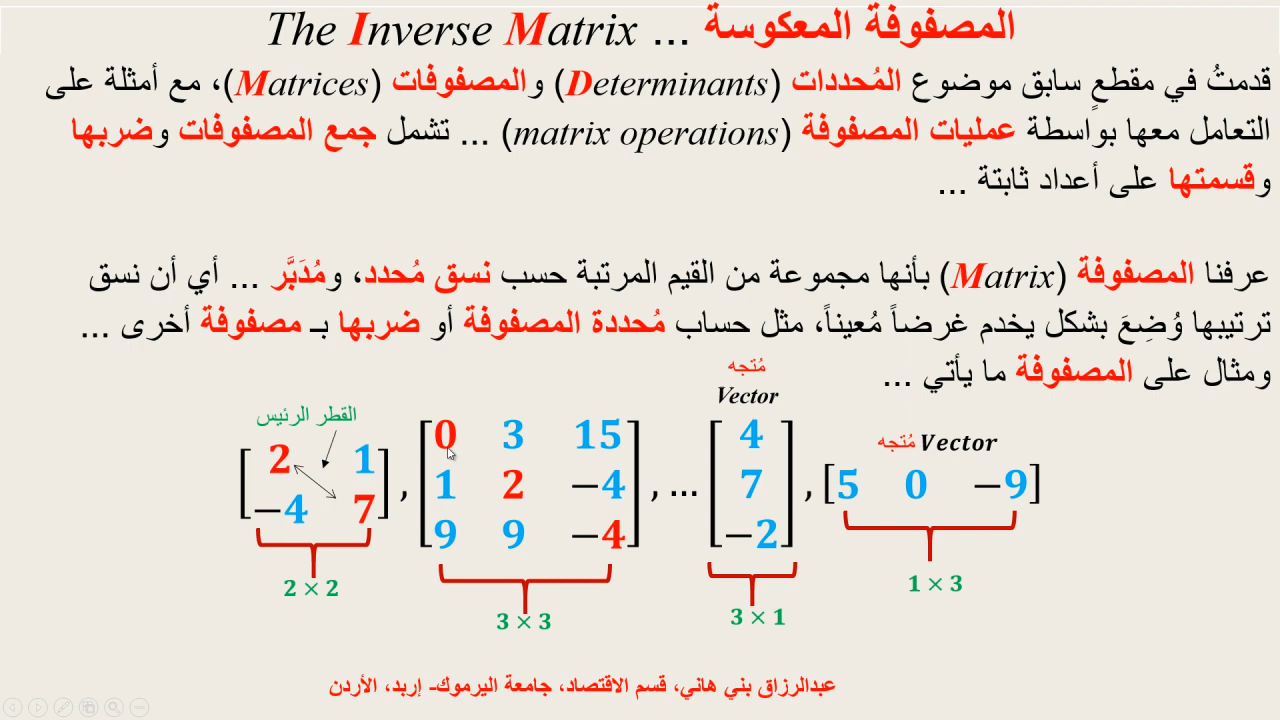 المصفوفة المعكوسة ... The Inverse Matrix
قدمتُ في مقطعٍ سابق موضوع المُحددات (Determinants) والمصفوفات (Matrices)، مع أمثلة على
التعامل معها بواسطة عمليات المصفوفة (matrix operations) ... تشمل جمع المصفوفات وضربها
وقسمتها على أعداد ثابتة ...
عرفنا المصفوفة (Matrix) بأنها مجموعة من القيم المرتبة حسب نسق مُحدد، ومُدَبَّر ... أي أن نسق
ترتيبها وُضِعَ بشكل يخدم غرضاً مُعيناً، مثل حساب مُحددة المصفوفة أو ضربها بـ مصفوفة أخرى ...
ومثال على المصفوفة ما يأتي ...
مُتجه
Vector
القطر الرئيس
مُتجه Vector
[2 1
−4 7] , [0 3 15
1 2 −4
9 9 −4] , ... [4
7
−2] , [5 0 −9]
2 × 2
3 × 3
3 × 1
1 × 3
عبدالرزاق بني هاني، قسم الاقتصاد، جامعة اليرموك- إربد، الأردن